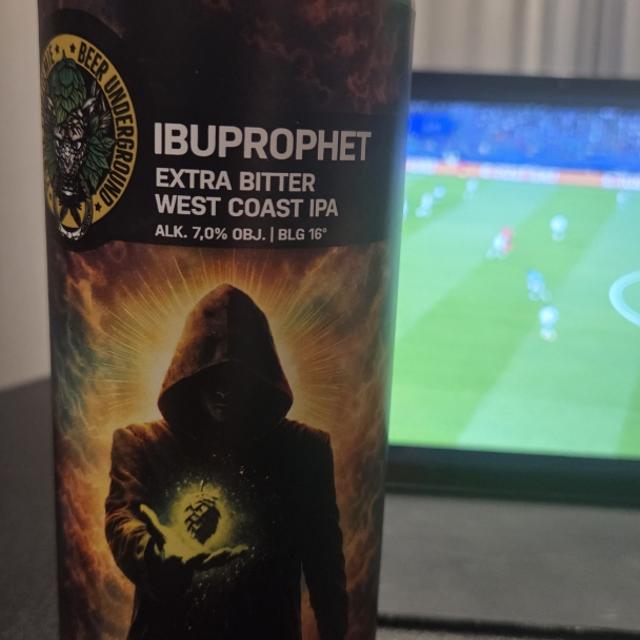 BEER UNDERGROUND
IBUPROPHET
EXTRA BITTER
WEST COAST IPA
ALK. 7,0% OBJ. | BLG 16°